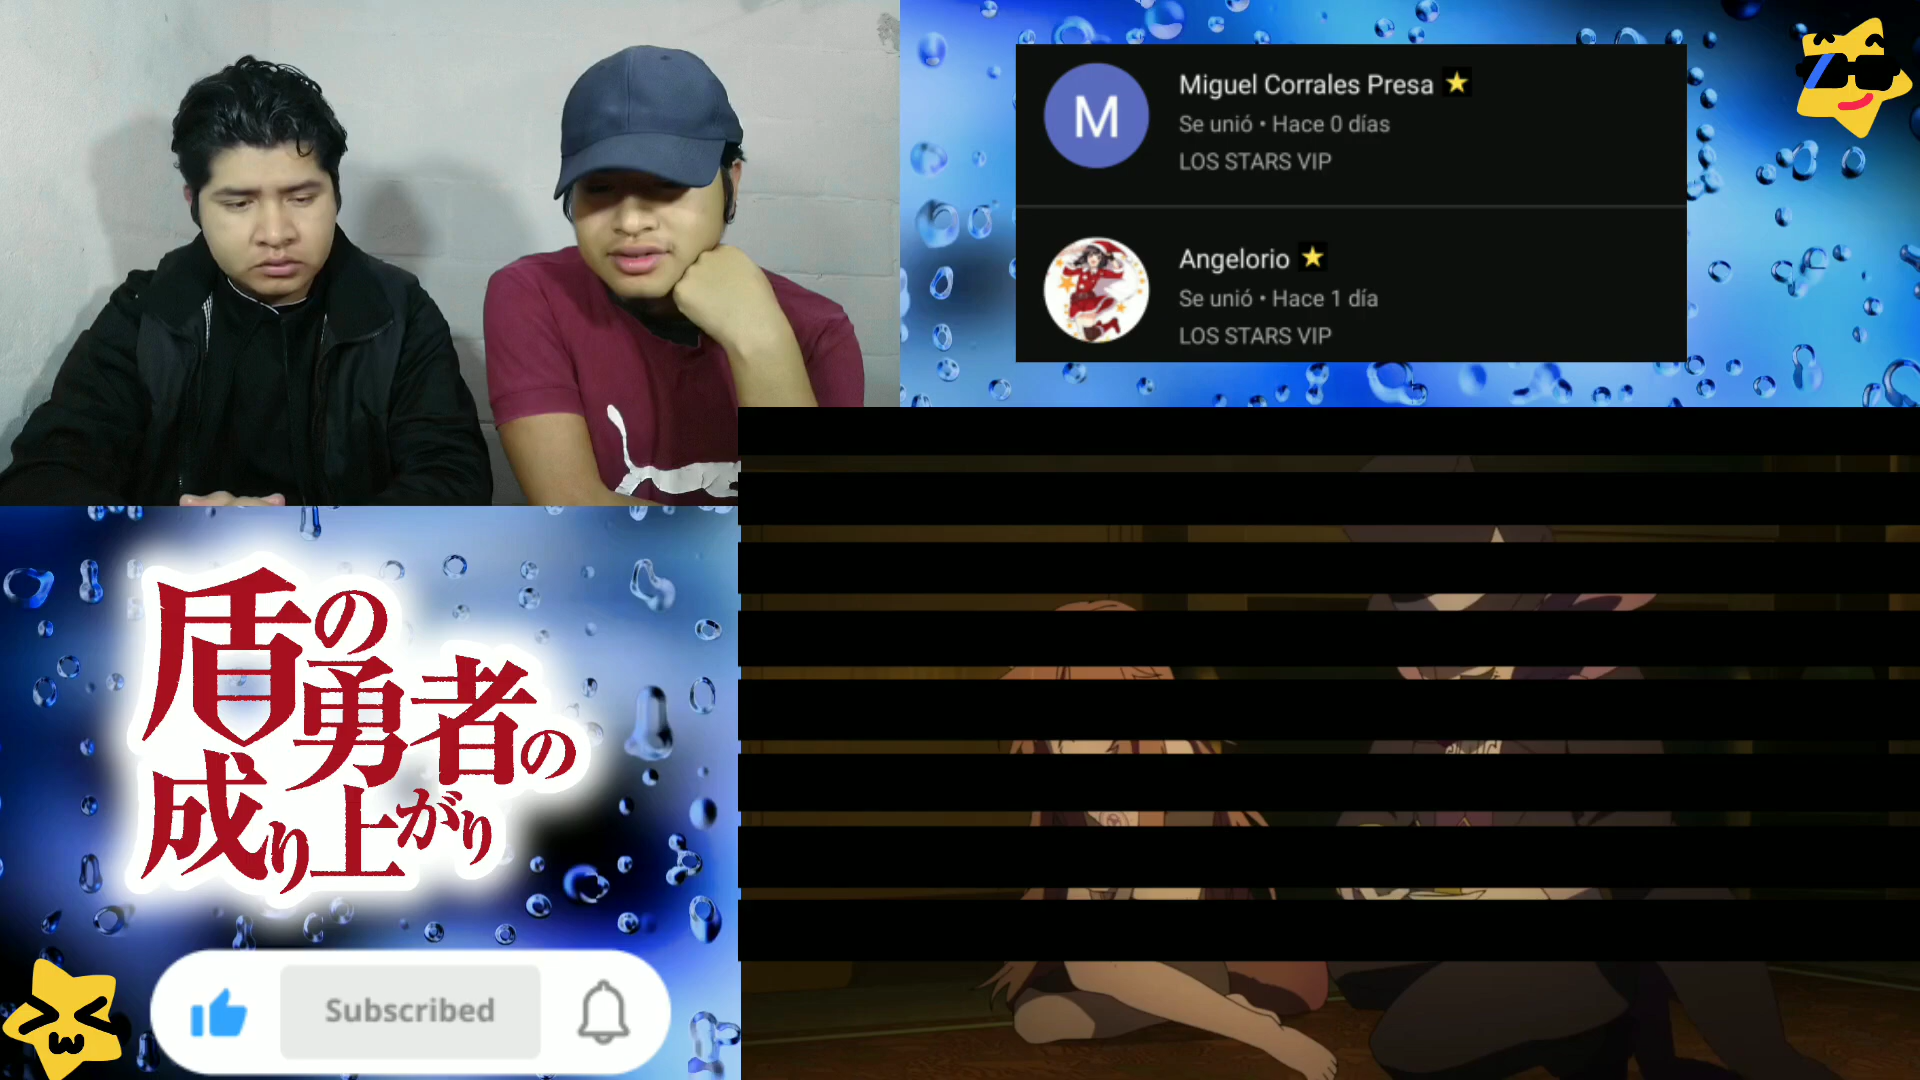 Miguel Corrales Presa
Se unió • Hace 0 días
LOS STARS VIP
M
Angelorio
Se unió • Hace 1 día
LOS STARS VIP
盾の
勇者の
成り上がり
Subscribed